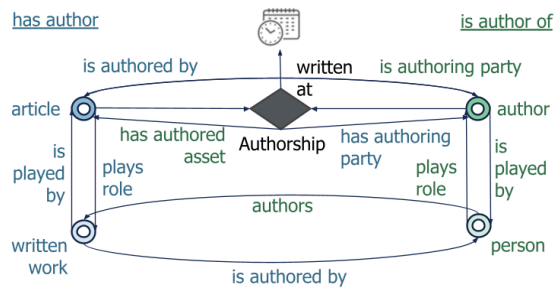 has author
is author of
is authored by
written
at
is authoring party
article
author
has authored
asset
Authorship
has authoring
party
is
played
by
plays
role
plays
role
is
played
by
authors
written
work
person
is authored by